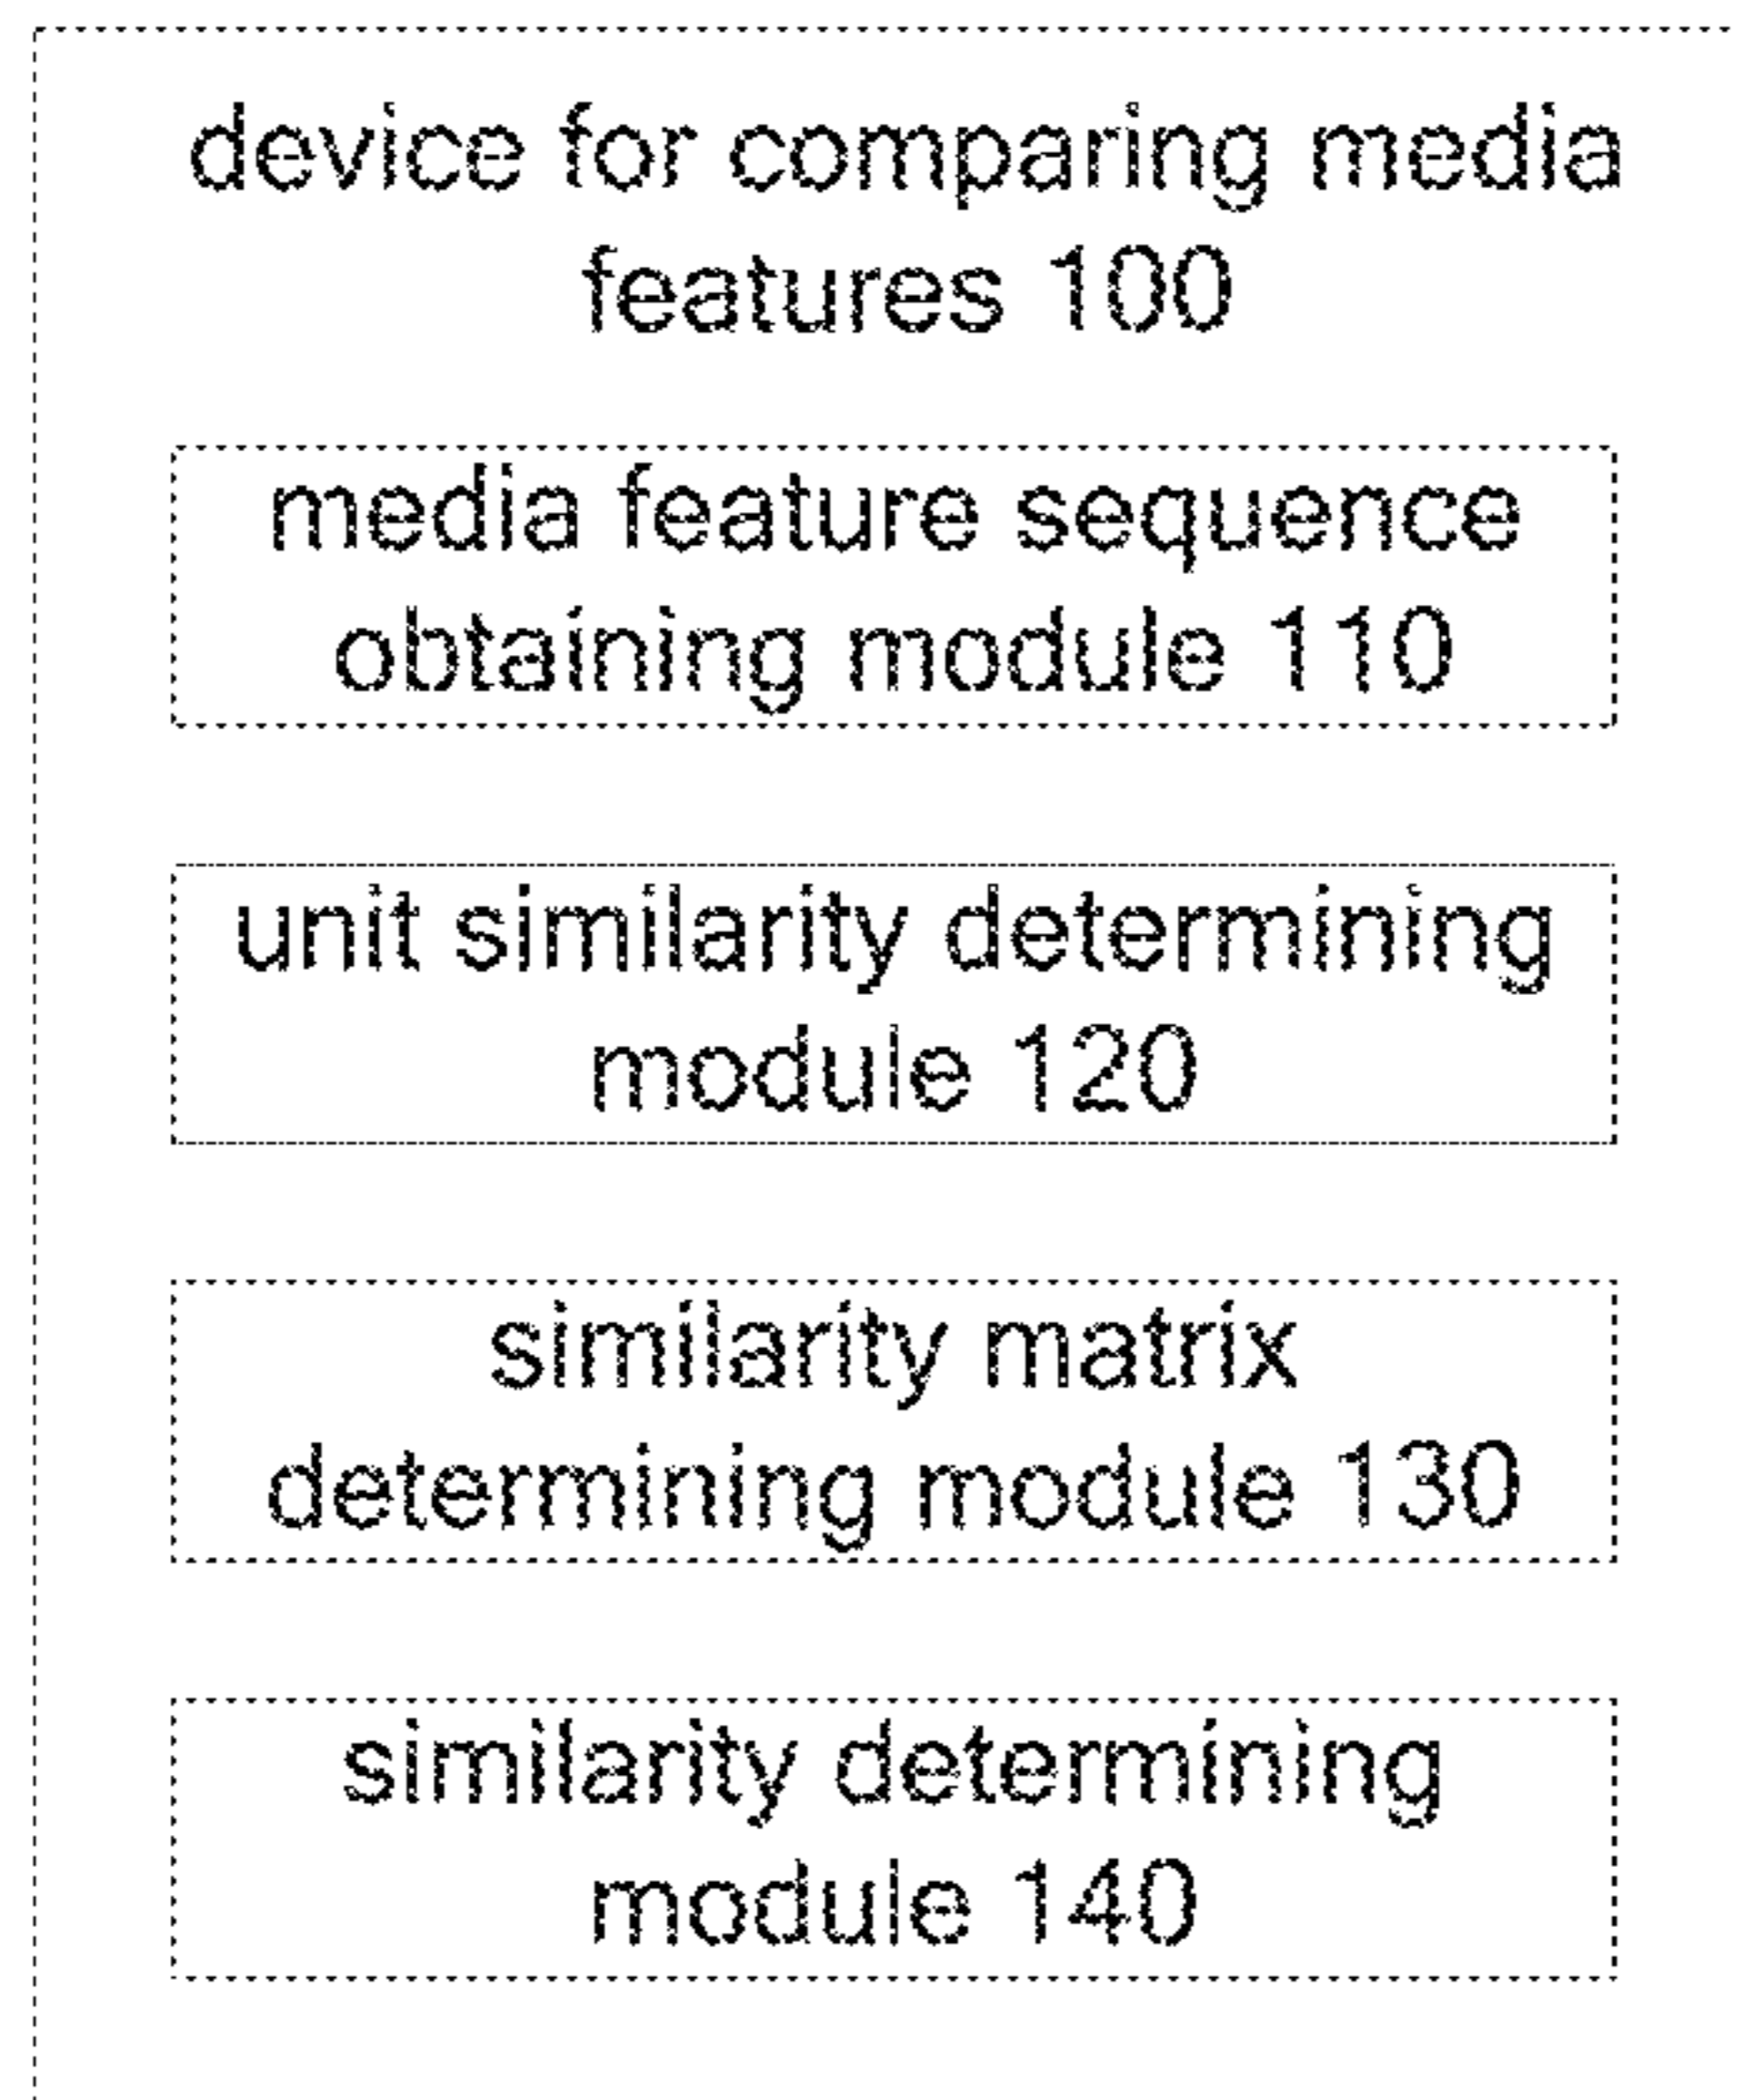 device for comparing media
features 100
media feature sequence
obtaining module 110
unit similarity determining
module 120
similarity matrix
determining module 130
similarity determining
module 140